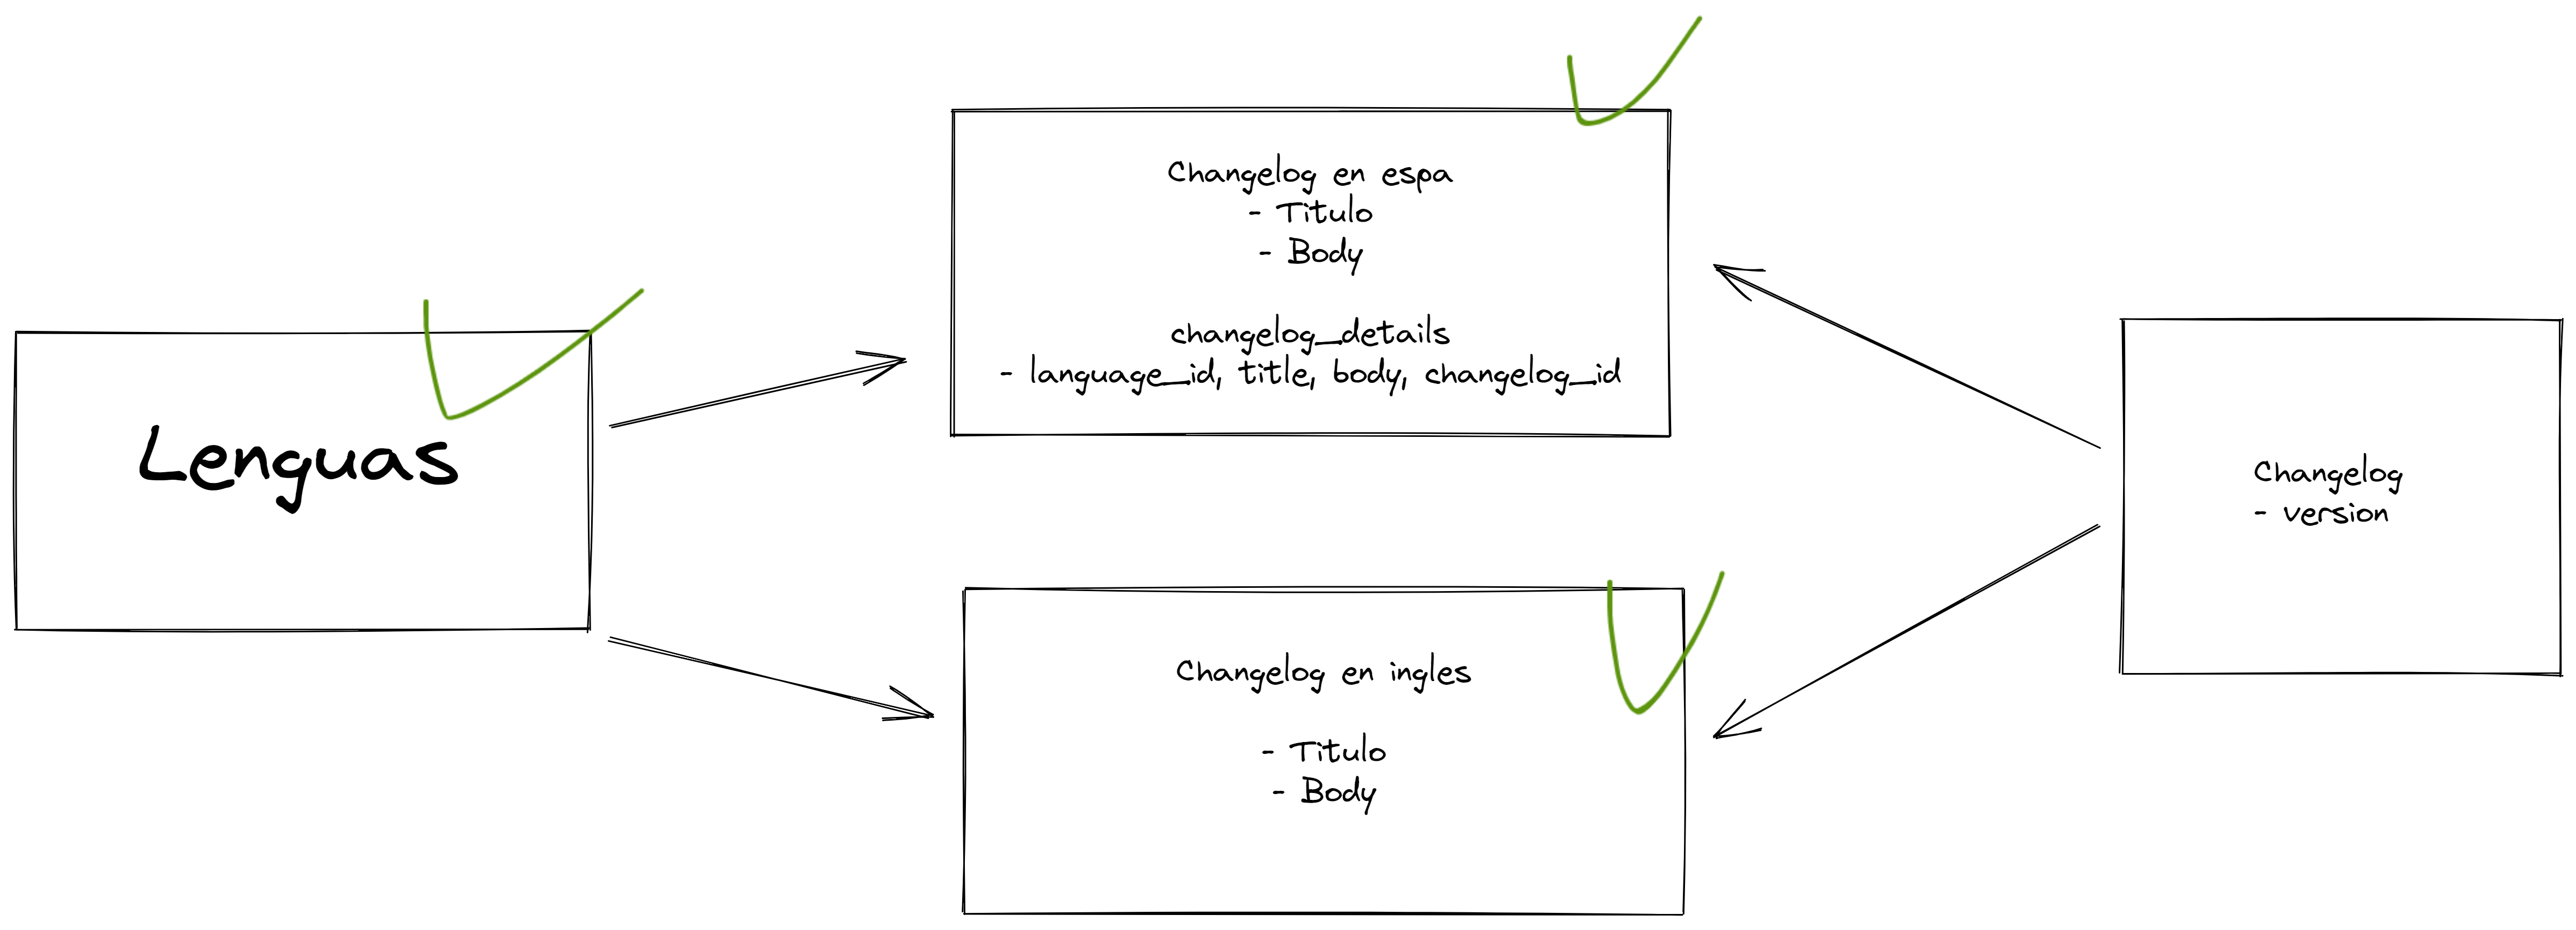 Lenguas
Changelog en espa
- Titulo
- Body
changelog_details
- language_id, title, body, changelog_id
Changelog en ingles
- Titulo
- Body
Changelog
- version